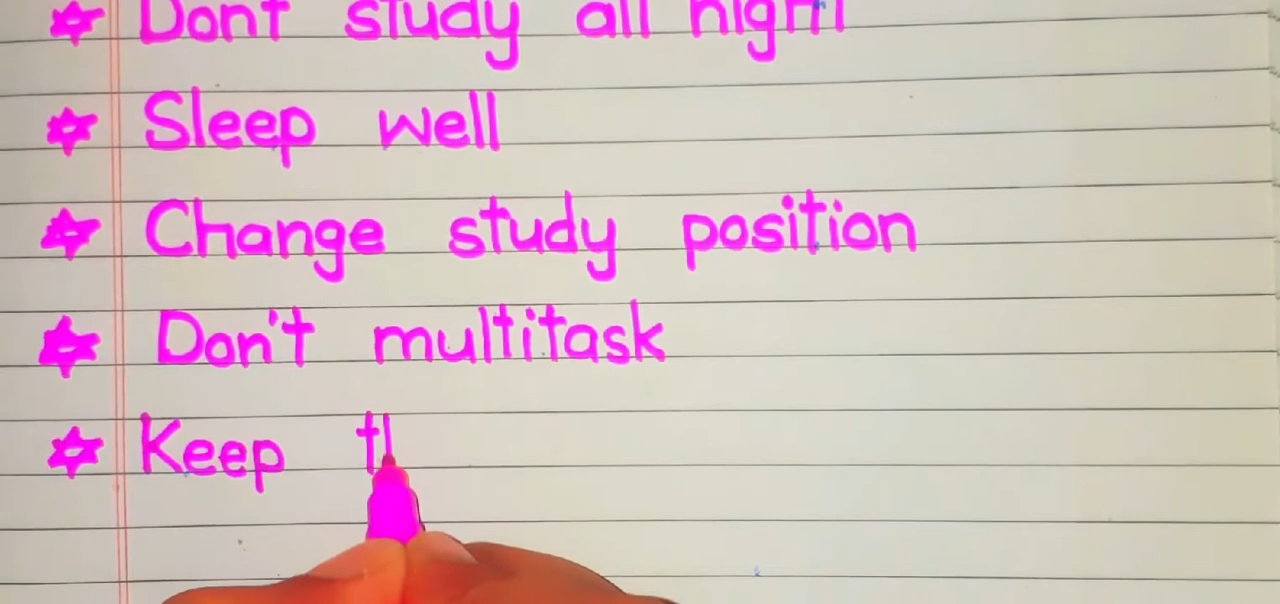 Dont study all night
Sleep well
Change study position
Don't multitask
Keep